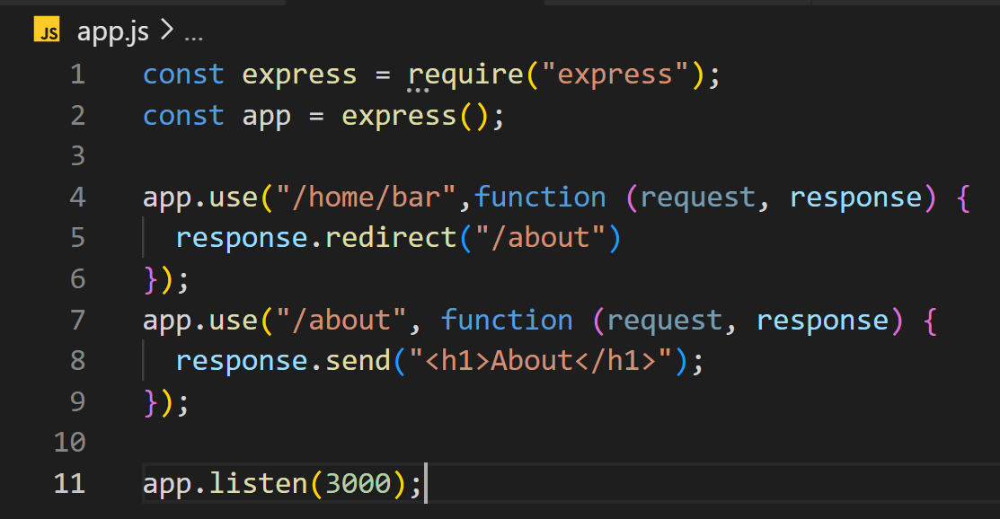 JS app.js > ...
1 const express = require("express");
2 const app = express();
3
4 app.use("/home/bar",function (request, response) {
5   response.redirect("/about")
6 });
7 app.use("/about", function (request, response) {
8   response.send("<h1>About</h1>");
9 });
10
11 app.listen(3000);